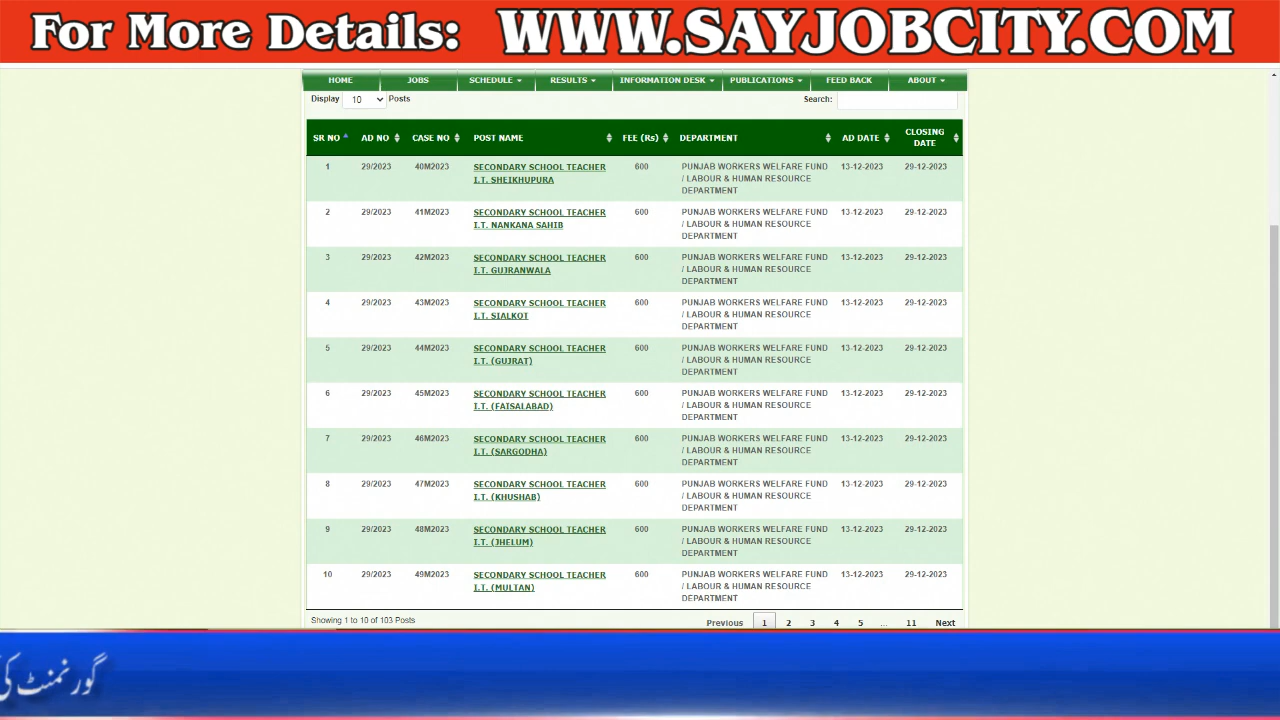 For More Details: WWW.SAYJOBCITY.COM
HOME JOBS SCHEDULE RESULTS INFORMATION DESK PUBLICATIONS FEED BACK ABOUT
Display 10 Posts Search:
SR NO AD NO CASE NO POST NAME FEE (Rs) DEPARTMENT AD DATE CLOSING DATE
1 29/2023 40M2023 SECONDARY SCHOOL TEACHER 600 PUNJAB WORKERS WELFARE FUND 13-12-2023 29-12-2023
I.T. SHEIKHUPURA / LABOUR & HUMAN RESOURCE
DEPARTMENT
2 29/2023 41M2023 SECONDARY SCHOOL TEACHER 600 PUNJAB WORKERS WELFARE FUND 13-12-2023 29-12-2023
I.T. NANKANA SAHIB / LABOUR & HUMAN RESOURCE
DEPARTMENT
3 29/2023 42M2023 SECONDARY SCHOOL TEACHER 600 PUNJAB WORKERS WELFARE FUND 13-12-2023 29-12-2023
I.T. GUJRANWALA / LABOUR & HUMAN RESOURCE
DEPARTMENT
4 29/2023 43M2023 SECONDARY SCHOOL TEACHER 600 PUNJAB WORKERS WELFARE FUND 13-12-2023 29-12-2023
I.T. SIALKOT / LABOUR & HUMAN RESOURCE
DEPARTMENT
5 29/2023 44M2023 SECONDARY SCHOOL TEACHER 600 PUNJAB WORKERS WELFARE FUND 13-12-2023 29-12-2023
I.T. (GUJRAT) / LABOUR & HUMAN RESOURCE
DEPARTMENT
6 29/2023 45M2023 SECONDARY SCHOOL TEACHER 600 PUNJAB WORKERS WELFARE FUND 13-12-2023 29-12-2023
I.T. (FAISALABAD) / LABOUR & HUMAN RESOURCE
DEPARTMENT
7 29/2023 46M2023 SECONDARY SCHOOL TEACHER 600 PUNJAB WORKERS WELFARE FUND 13-12-2023 29-12-2023
I.T. (SARGODHA) / LABOUR & HUMAN RESOURCE
DEPARTMENT
8 29/2023 47M2023 SECONDARY SCHOOL TEACHER 600 PUNJAB WORKERS WELFARE FUND 13-12-2023 29-12-2023
I.T. (KHUSHAB) / LABOUR & HUMAN RESOURCE
DEPARTMENT
9 29/2023 48M2023 SECONDARY SCHOOL TEACHER 600 PUNJAB WORKERS WELFARE FUND 13-12-2023 29-12-2023
I.T. (JHELUM) / LABOUR & HUMAN RESOURCE
DEPARTMENT
10 29/2023 49M2023 SECONDARY SCHOOL TEACHER 600 PUNJAB WORKERS WELFARE FUND 13-12-2023 29-12-2023
I.T. (MULTAN) / LABOUR & HUMAN RESOURCE
DEPARTMENT
Showing 1 to 10 of 103 Posts Previous 1 2 3 4 5 ... 11 Next
گورنمنٹ کی